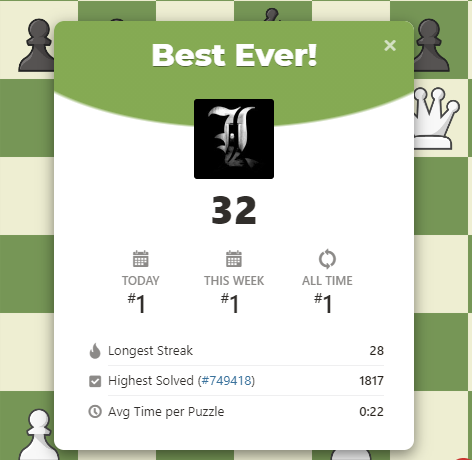 Best Ever!
×
32
TODAY
THIS WEEK
ALL TIME
#1
#1
#1
Longest Streak 28
Highest Solved (#749418) 1817
Avg Time per Puzzle 0:22